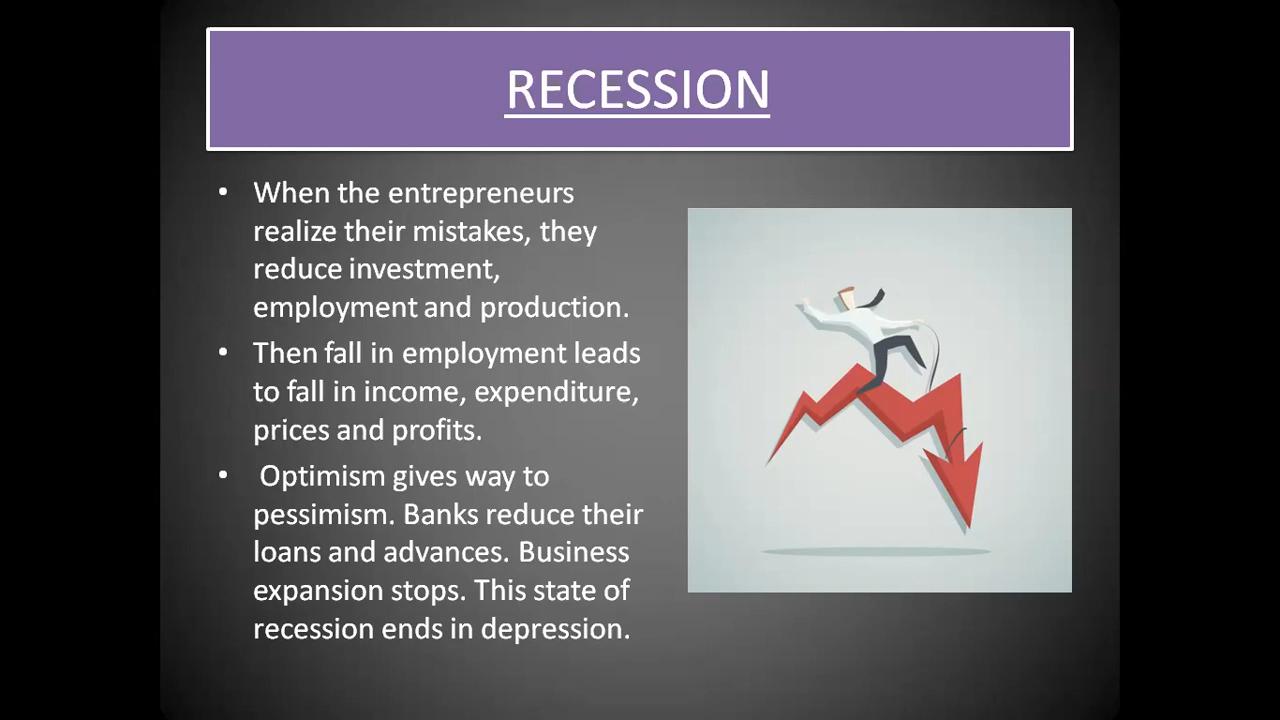 RECESSION
• When the entrepreneurs
realize their mistakes, they
reduce investment,
employment and production.
• Then fall in employment leads
to fall in income, expenditure,
prices and profits.
• Optimism gives way to
pessimism. Banks reduce their
loans and advances. Business
expansion stops. This state of
recession ends in depression.